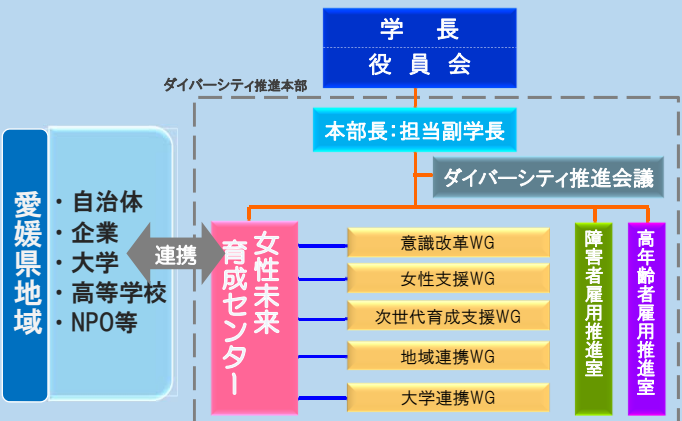 学 長
役 員 会
ダイバーシティ推進本部
本部長:担当副学長
ダイバーシティ推進会議
愛媛県地域
・自治体
・企業
・大学
・高等学校
・NPO等
連携
女性未来
育成センター
意識改革WG
女性支援WG
次世代育成支援WG
地域連携WG
大学連携WG
障害者雇用推進室
高年齢者雇用推進室